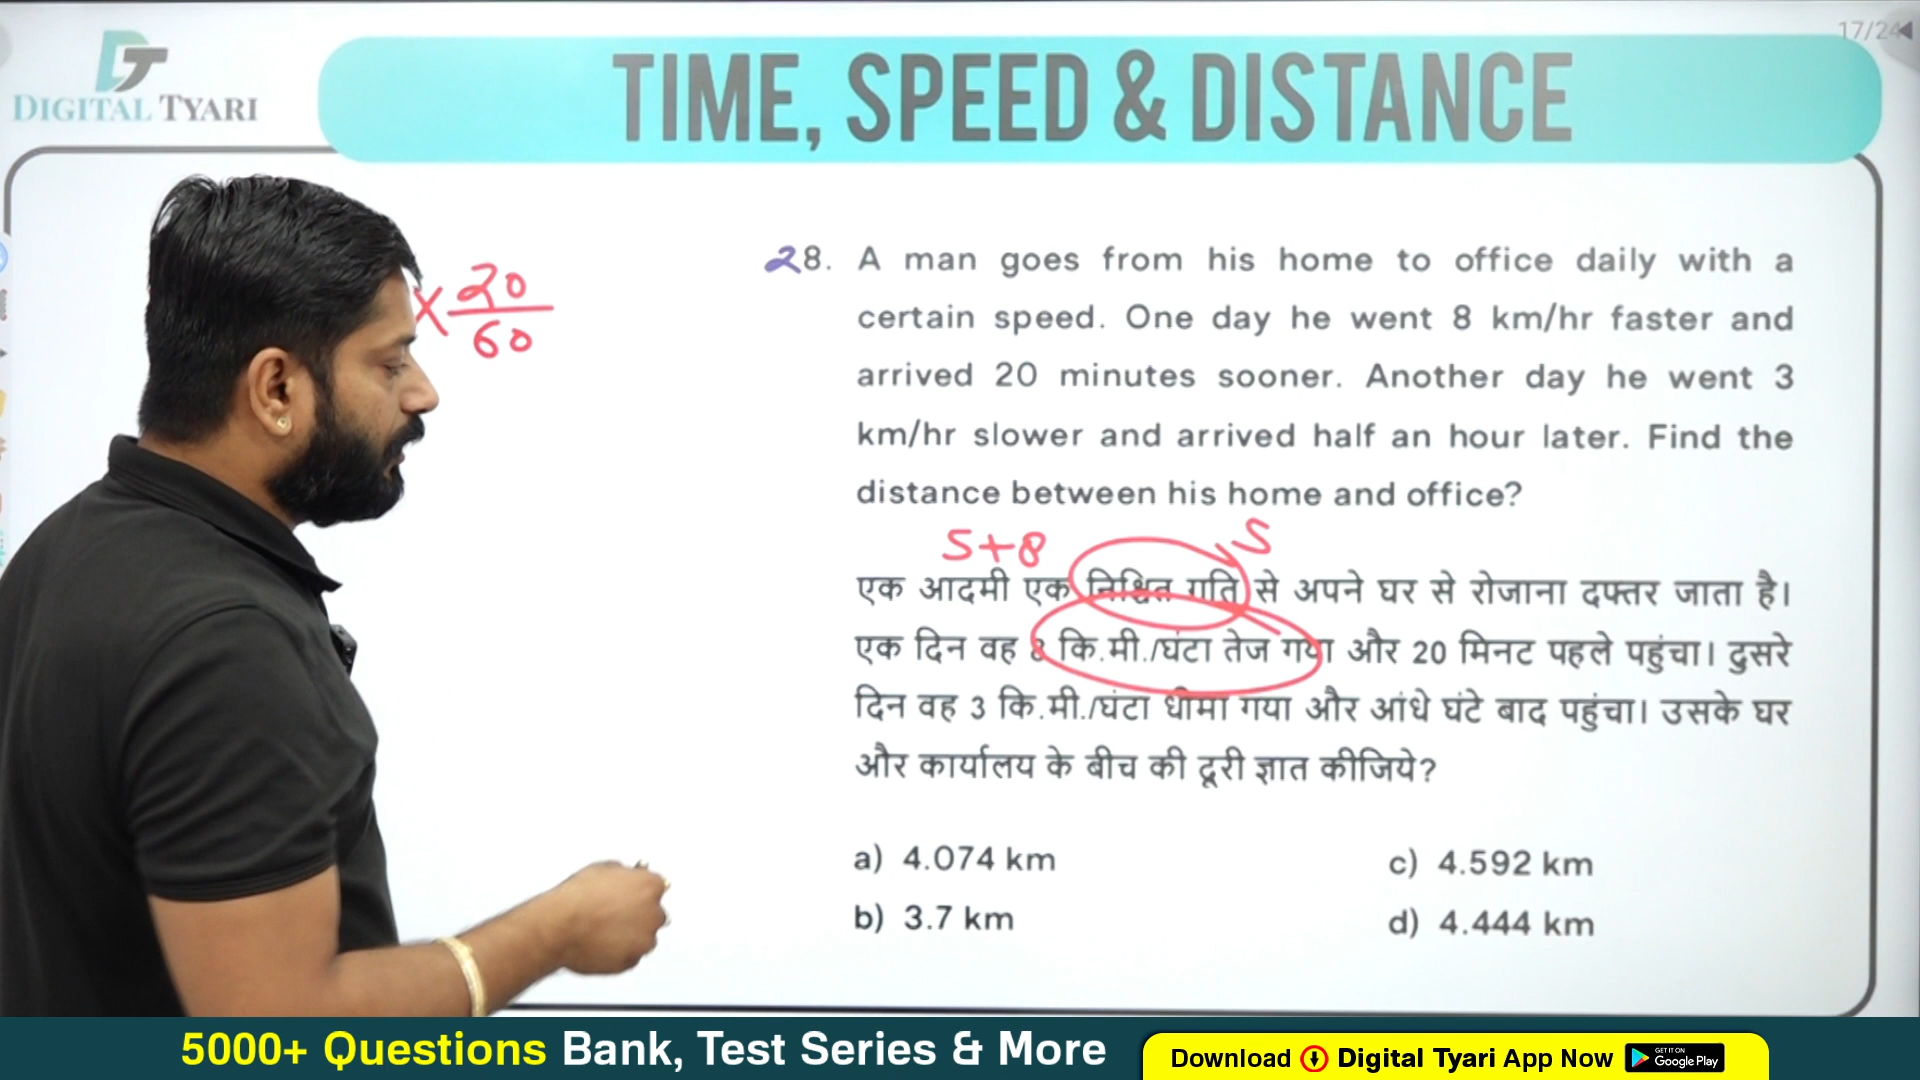 17/24
DIGITAL TYARI
TIME, SPEED & DISTANCE
× 20
60
28. A man goes from his home to office daily with a
certain speed. One day he went 8 km/hr faster and
arrived 20 minutes sooner. Another day he went 3
km/hr slower and arrived half an hour later. Find the
distance between his home and office?
S+8 S
एक आदमी एक निश्चित गति से अपने घर से रोजाना दफ्तर जाता है।
एक दिन वह 8 कि.मी./घंटा तेज गया और 20 मिनट पहले पहुंचा। दुसरे
दिन वह 3 कि.मी./घंटा धीमा गया और आंधे घंटे बाद पहुंचा। उसके घर
और कार्यालय के बीच की दूरी ज्ञात कीजिये?
a) 4.074 km c) 4.592 km
b) 3.7 km d) 4.444 km
5000+ Questions Bank, Test Series & More
Download Digital Tyari App Now GET IT ON Google Play